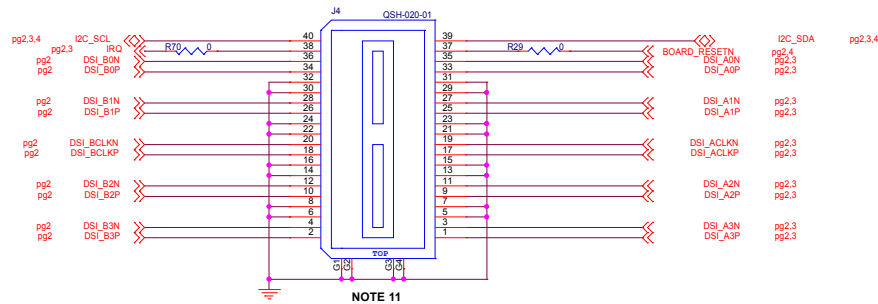 J4 QSH-020-01
pg2,3,4 I2C_SCL 40 39 I2C_SDA pg2,3,4
pg2,3 IRQ R70 0 38 37 R29 0 BOARD_RESETN pg2,4
pg2 DSI_B0N 36 35 DSI_A0N pg2,3
pg2 DSI_B0P 34 33 DSI_A0P pg2,3
32 31
30 29
pg2 DSI_B1N 28 27 DSI_A1N pg2,3
pg2 DSI_B1P 26 25 DSI_A1P pg2,3
24 23
22 21
pg2 DSI_BCLKN 20 19 DSI_ACLKN pg2,3
pg2 DSI_BCLKP 18 17 DSI_ACLKP pg2,3
16 15
14 13
pg2 DSI_B2N 12 11 DSI_A2N pg2,3
pg2 DSI_B2P 10 9 DSI_A2P pg2,3
8 7
6 5
pg2 DSI_B3N 4 3 DSI_A3N pg2,3
pg2 DSI_B3P 2 1 DSI_A3P pg2,3
TOP
G1 G2 G3 G4
NOTE 11